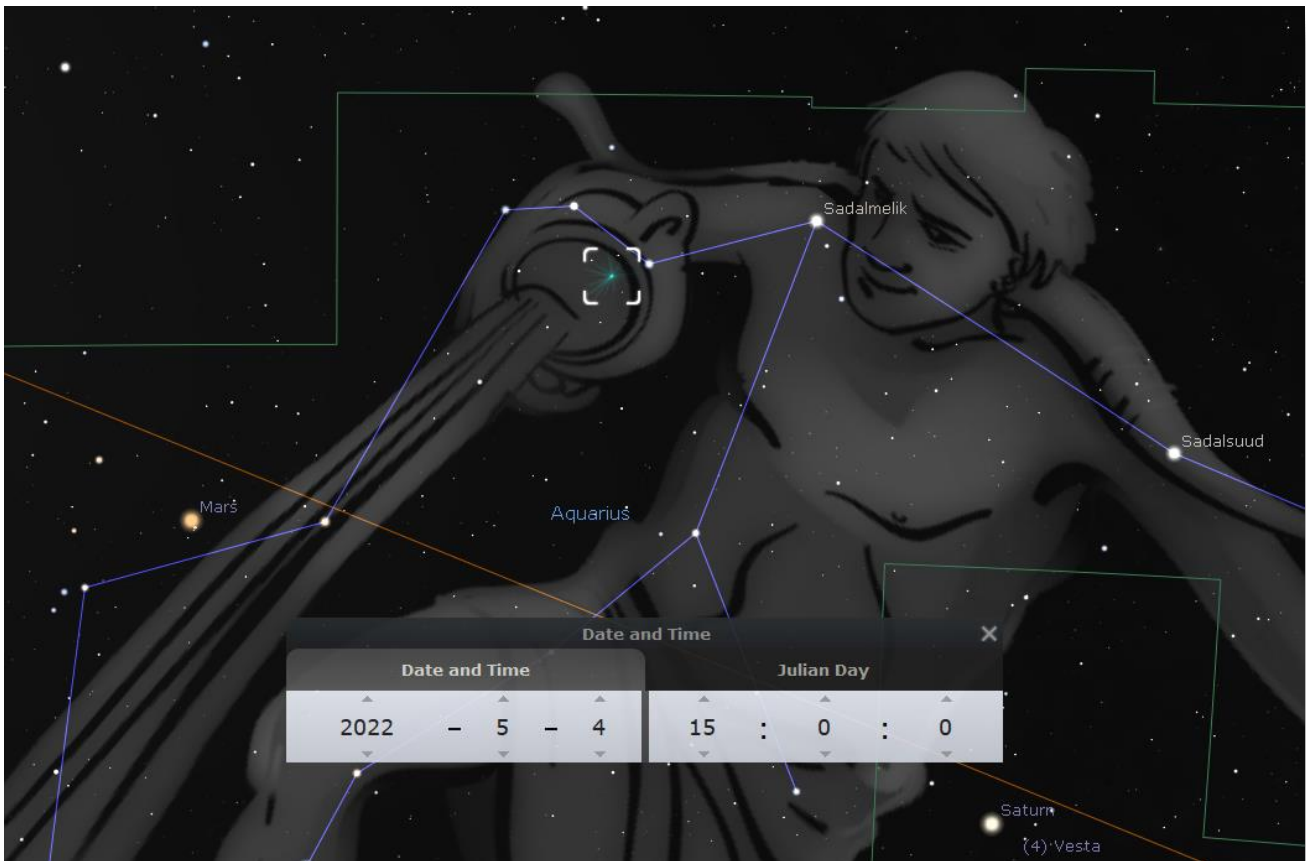 Sadalmelik
Sadalsuud
Mars
Aquarius
Date and Time
Date and Time
Julian Day
2022 – 5 – 4
15 : 0 : 0
Saturn
(4) Vesta